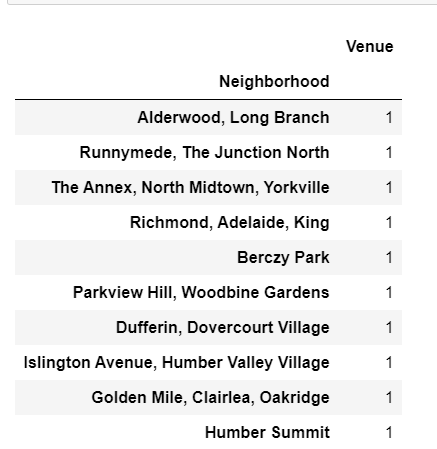 Venue
Neighborhood
Alderwood, Long Branch 1
Runnymede, The Junction North 1
The Annex, North Midtown, Yorkville 1
Richmond, Adelaide, King 1
Berczy Park 1
Parkview Hill, Woodbine Gardens 1
Dufferin, Dovercourt Village 1
Islington Avenue, Humber Valley Village 1
Golden Mile, Clairlea, Oakridge 1
Humber Summit 1